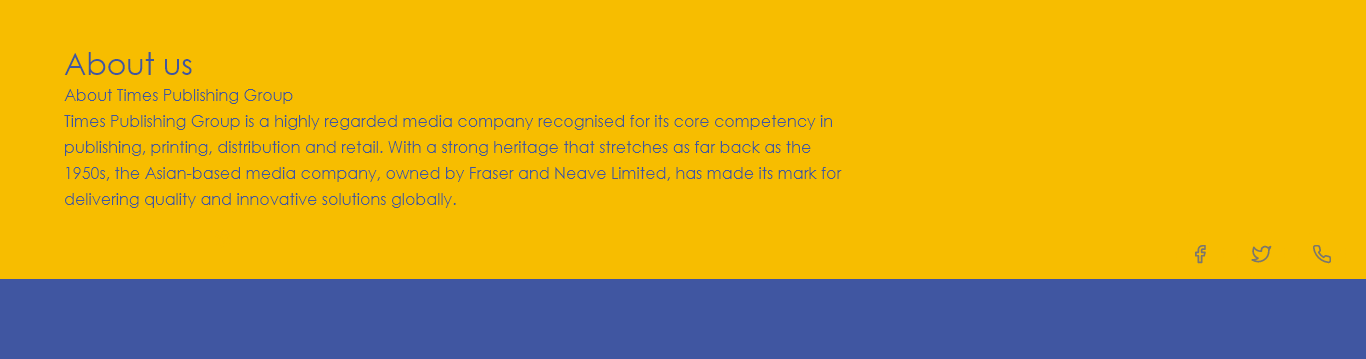 About us
About Times Publishing Group
Times Publishing Group is a highly regarded media company recognised for its core competency in
publishing, printing, distribution and retail. With a strong heritage that stretches as far back as the
1950s, the Asian-based media company, owned by Fraser and Neave Limited, has made its mark for
delivering quality and innovative solutions globally.